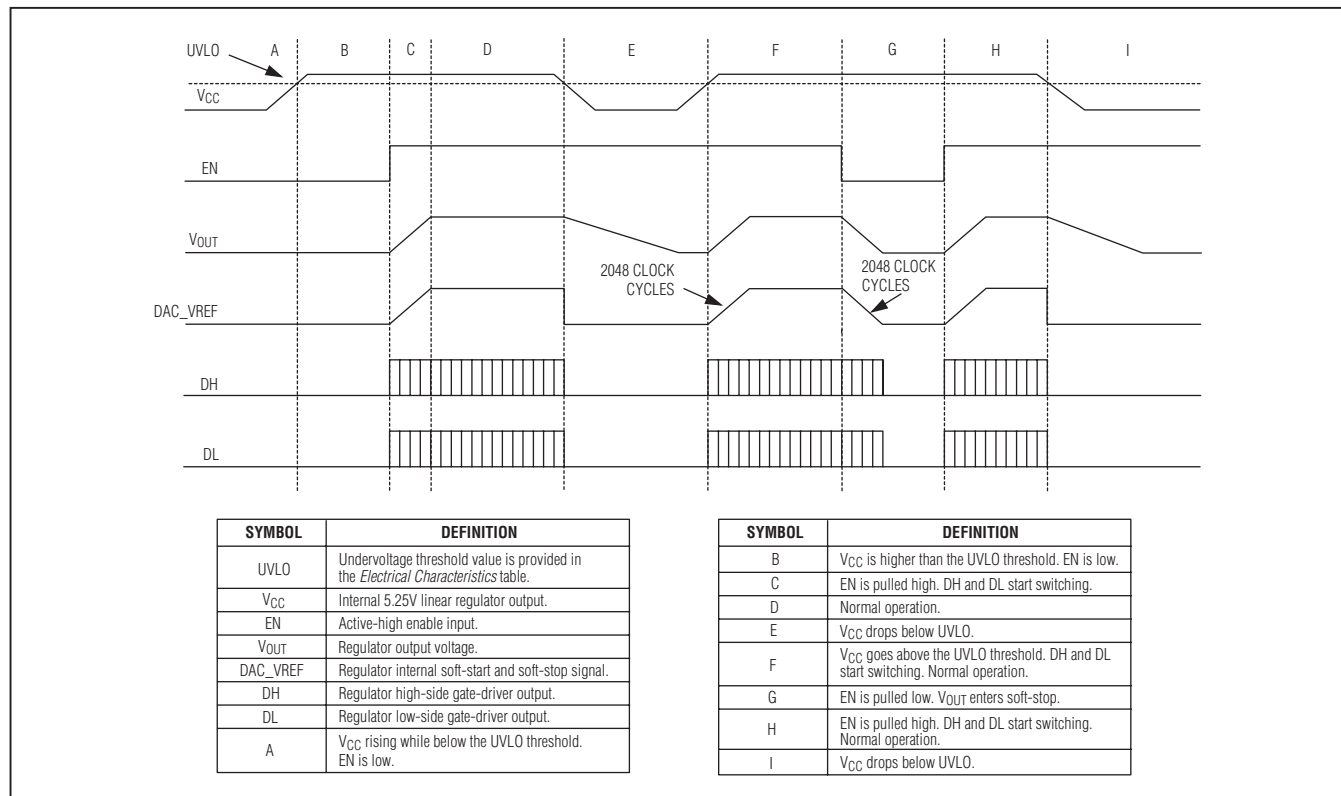 UVLO A B C D E F G H I
VCC
EN
VOUT
2048 CLOCK
CYCLES
2048 CLOCK
CYCLES
DAC_VREF
DH
DL
SYMBOL DEFINITION
UVLO Undervoltage threshold value is provided in
the Electrical Characteristics table.
VCC Internal 5.25V linear regulator output.
EN Active-high enable input.
VOUT Regulator output voltage.
DAC_VREF Regulator internal soft-start and soft-stop signal.
DH Regulator high-side gate-driver output.
DL Regulator low-side gate-driver output.
A VCC rising while below the UVLO threshold.
EN is low.
SYMBOL DEFINITION
B VCC is higher than the UVLO threshold. EN is low.
C EN is pulled high. DH and DL start switching.
D Normal operation.
E VCC drops below UVLO.
F VCC goes above the UVLO threshold. DH and DL
start switching. Normal operation.
G EN is pulled low. VOUT enters soft-stop.
H EN is pulled high. DH and DL start switching.
Normal operation.
I VCC drops below UVLO.